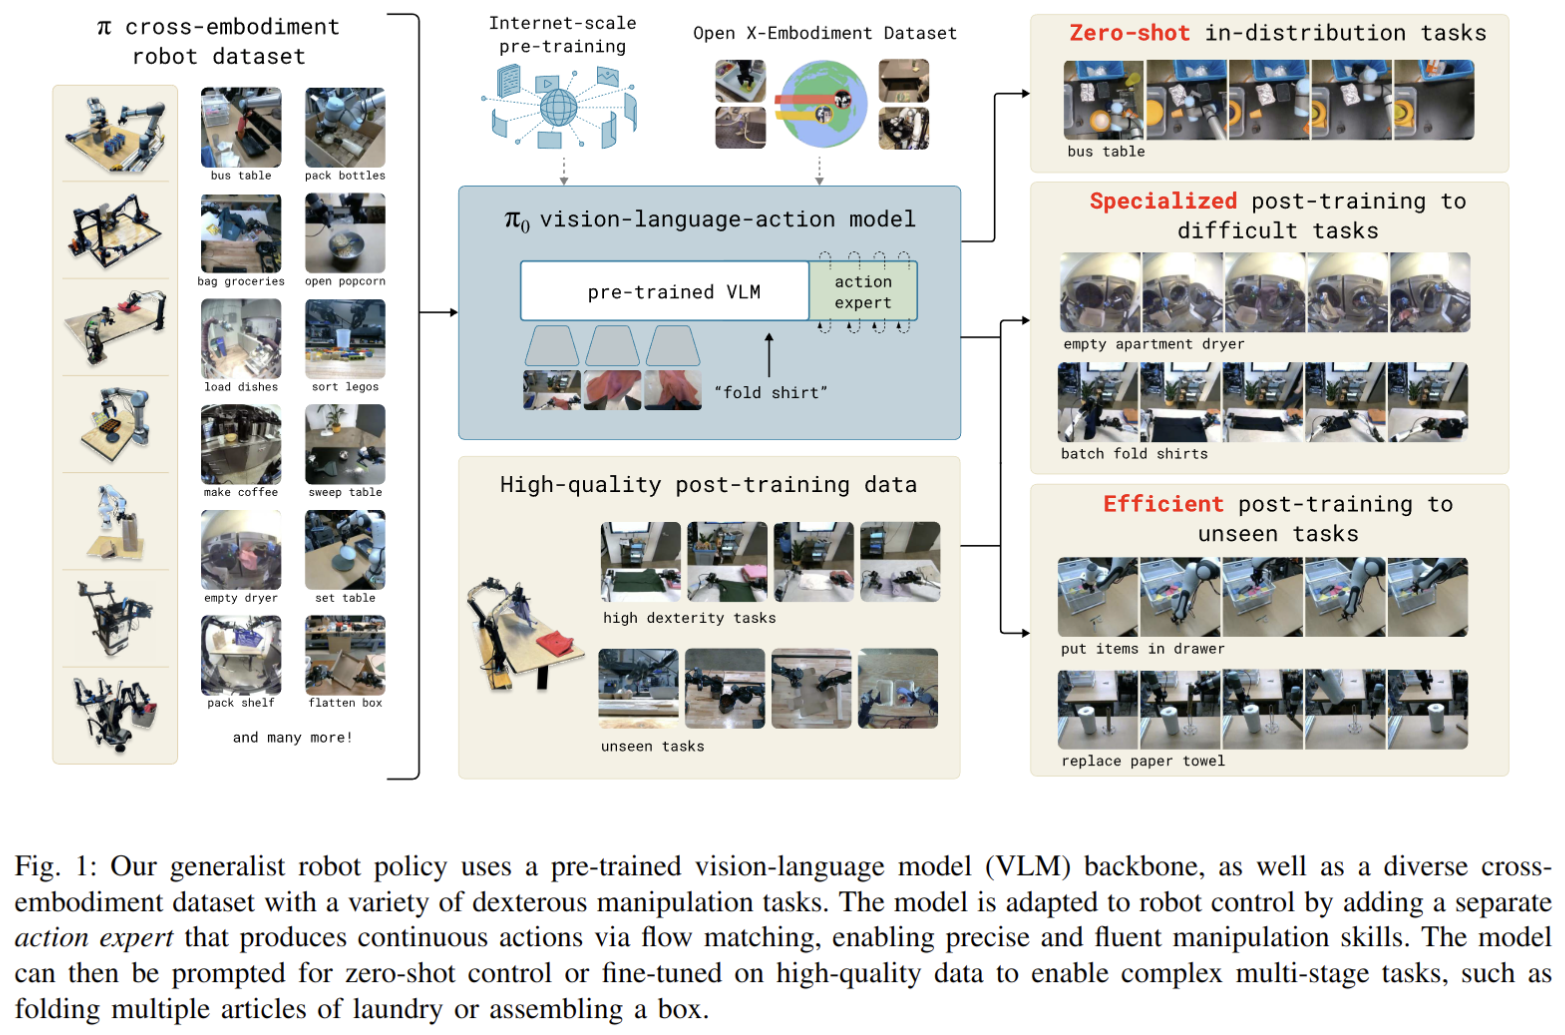 π cross-embodiment
robot dataset
bus table
pack bottles
bag groceries
open popcorn
load dishes
sort legos
make coffee
sweep table
empty dryer
set table
pack shelf
flatten box
and many more!
Internet-scale
pre-training
Open X-Embodiment Dataset
π₀ vision-language-action model
pre-trained VLM
action
expert
“fold shirt”
High-quality post-training data
high dexterity tasks
unseen tasks
Zero-shot in-distribution tasks
bus table
Specialized post-training to
difficult tasks
empty apartment dryer
batch fold shirts
Efficient post-training to
unseen tasks
put items in drawer
replace paper towel
Fig. 1: Our generalist robot policy uses a pre-trained vision-language model (VLM) backbone, as well as a diverse cross-
embodiment dataset with a variety of dexterous manipulation tasks. The model is adapted to robot control by adding a separate
action expert that produces continuous actions via flow matching, enabling precise and fluent manipulation skills. The model
can then be prompted for zero-shot control or fine-tuned on high-quality data to enable complex multi-stage tasks, such as
folding multiple articles of laundry or assembling a box.